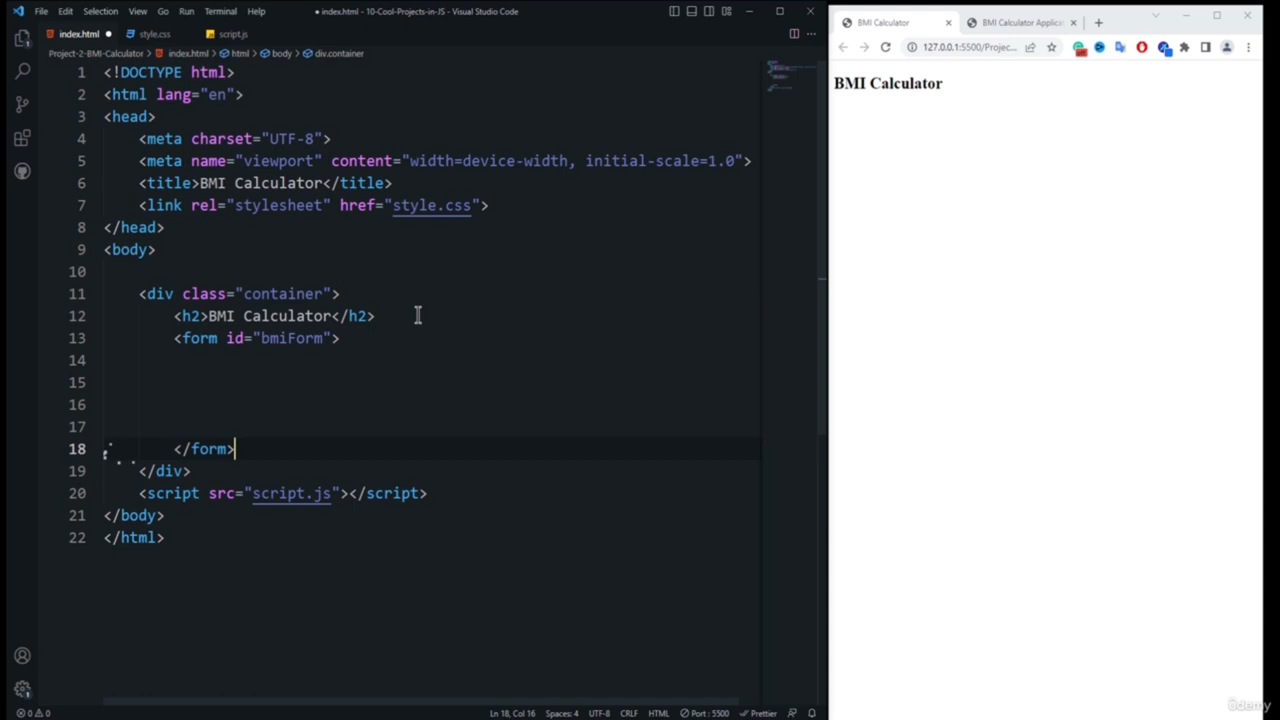 File Edit Selection View Go Run Terminal Help
● index.html - 10-Cool-Projects-in-JS - Visual Studio Code
index.html ●
style.css
script.js
Project-2-BMI-Calculator > index.html > html > body > div.container
1 <!DOCTYPE html>
2 <html lang="en">
3 <head>
4 <meta charset="UTF-8">
5 <meta name="viewport" content="width=device-width, initial-scale=1.0">
6 <title>BMI Calculator</title>
7 <link rel="stylesheet" href="style.css">
8 </head>
9 <body>
10
11 <div class="container">
12 <h2>BMI Calculator</h2>
13 <form id="bmiForm">
14
15
16
17
18 </form>
19 </div>
20 <script src="script.js"></script>
21 </body>
22 </html>
0 0
Ln 18, Col 16
Spaces: 4
UTF-8
CRLF
HTML
Port : 5500
Prettier
BMI Calculator
BMI Calculator Applica
127.0.0.1:5500/Projec...
BMI Calculator
ûdemy